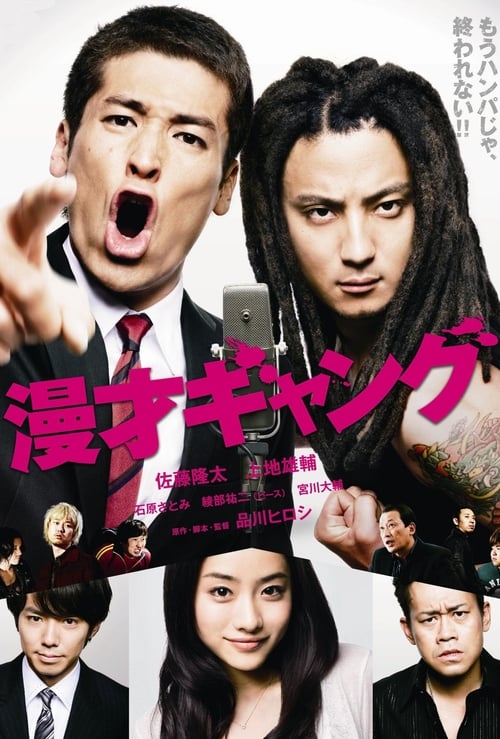 もうハンパじゃ、
終われない!!
漫才ギャング
佐藤隆太 上地雄輔
石原さとみ 綾部祐二(ピース) 宮川大輔
原作・脚本・監督 品川ヒロシ